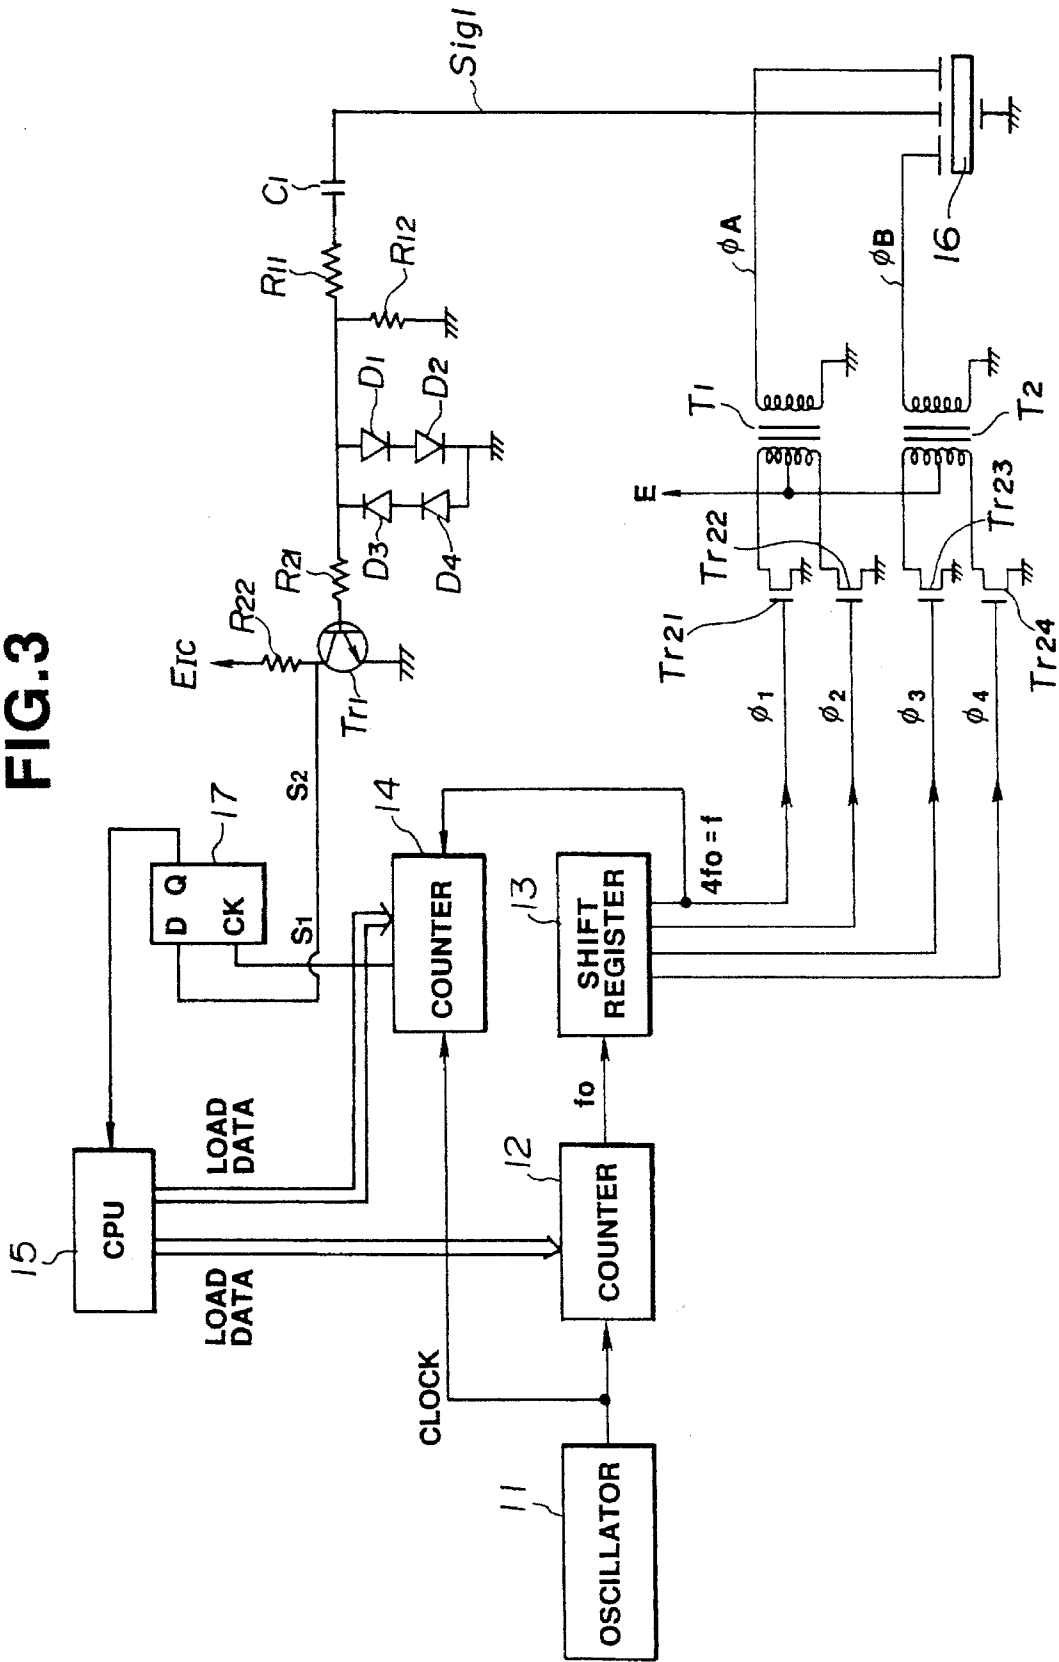 FIG.3
15
CPU
LOAD
DATA
LOAD
DATA
D
Q
CK
17
S1
S2
EIC
R22
Tr1
R21
D3
D4
D1
D2
R11
R12
C1
Sig1
CLOCK
14
COUNTER
11
OSCILLATOR
12
COUNTER
fo
13
SHIFT
REGISTER
4fo=f
ϕ1
ϕ2
ϕ3
ϕ4
Tr21
Tr22
Tr23
Tr24
E
T1
T2
ϕA
ϕB
16